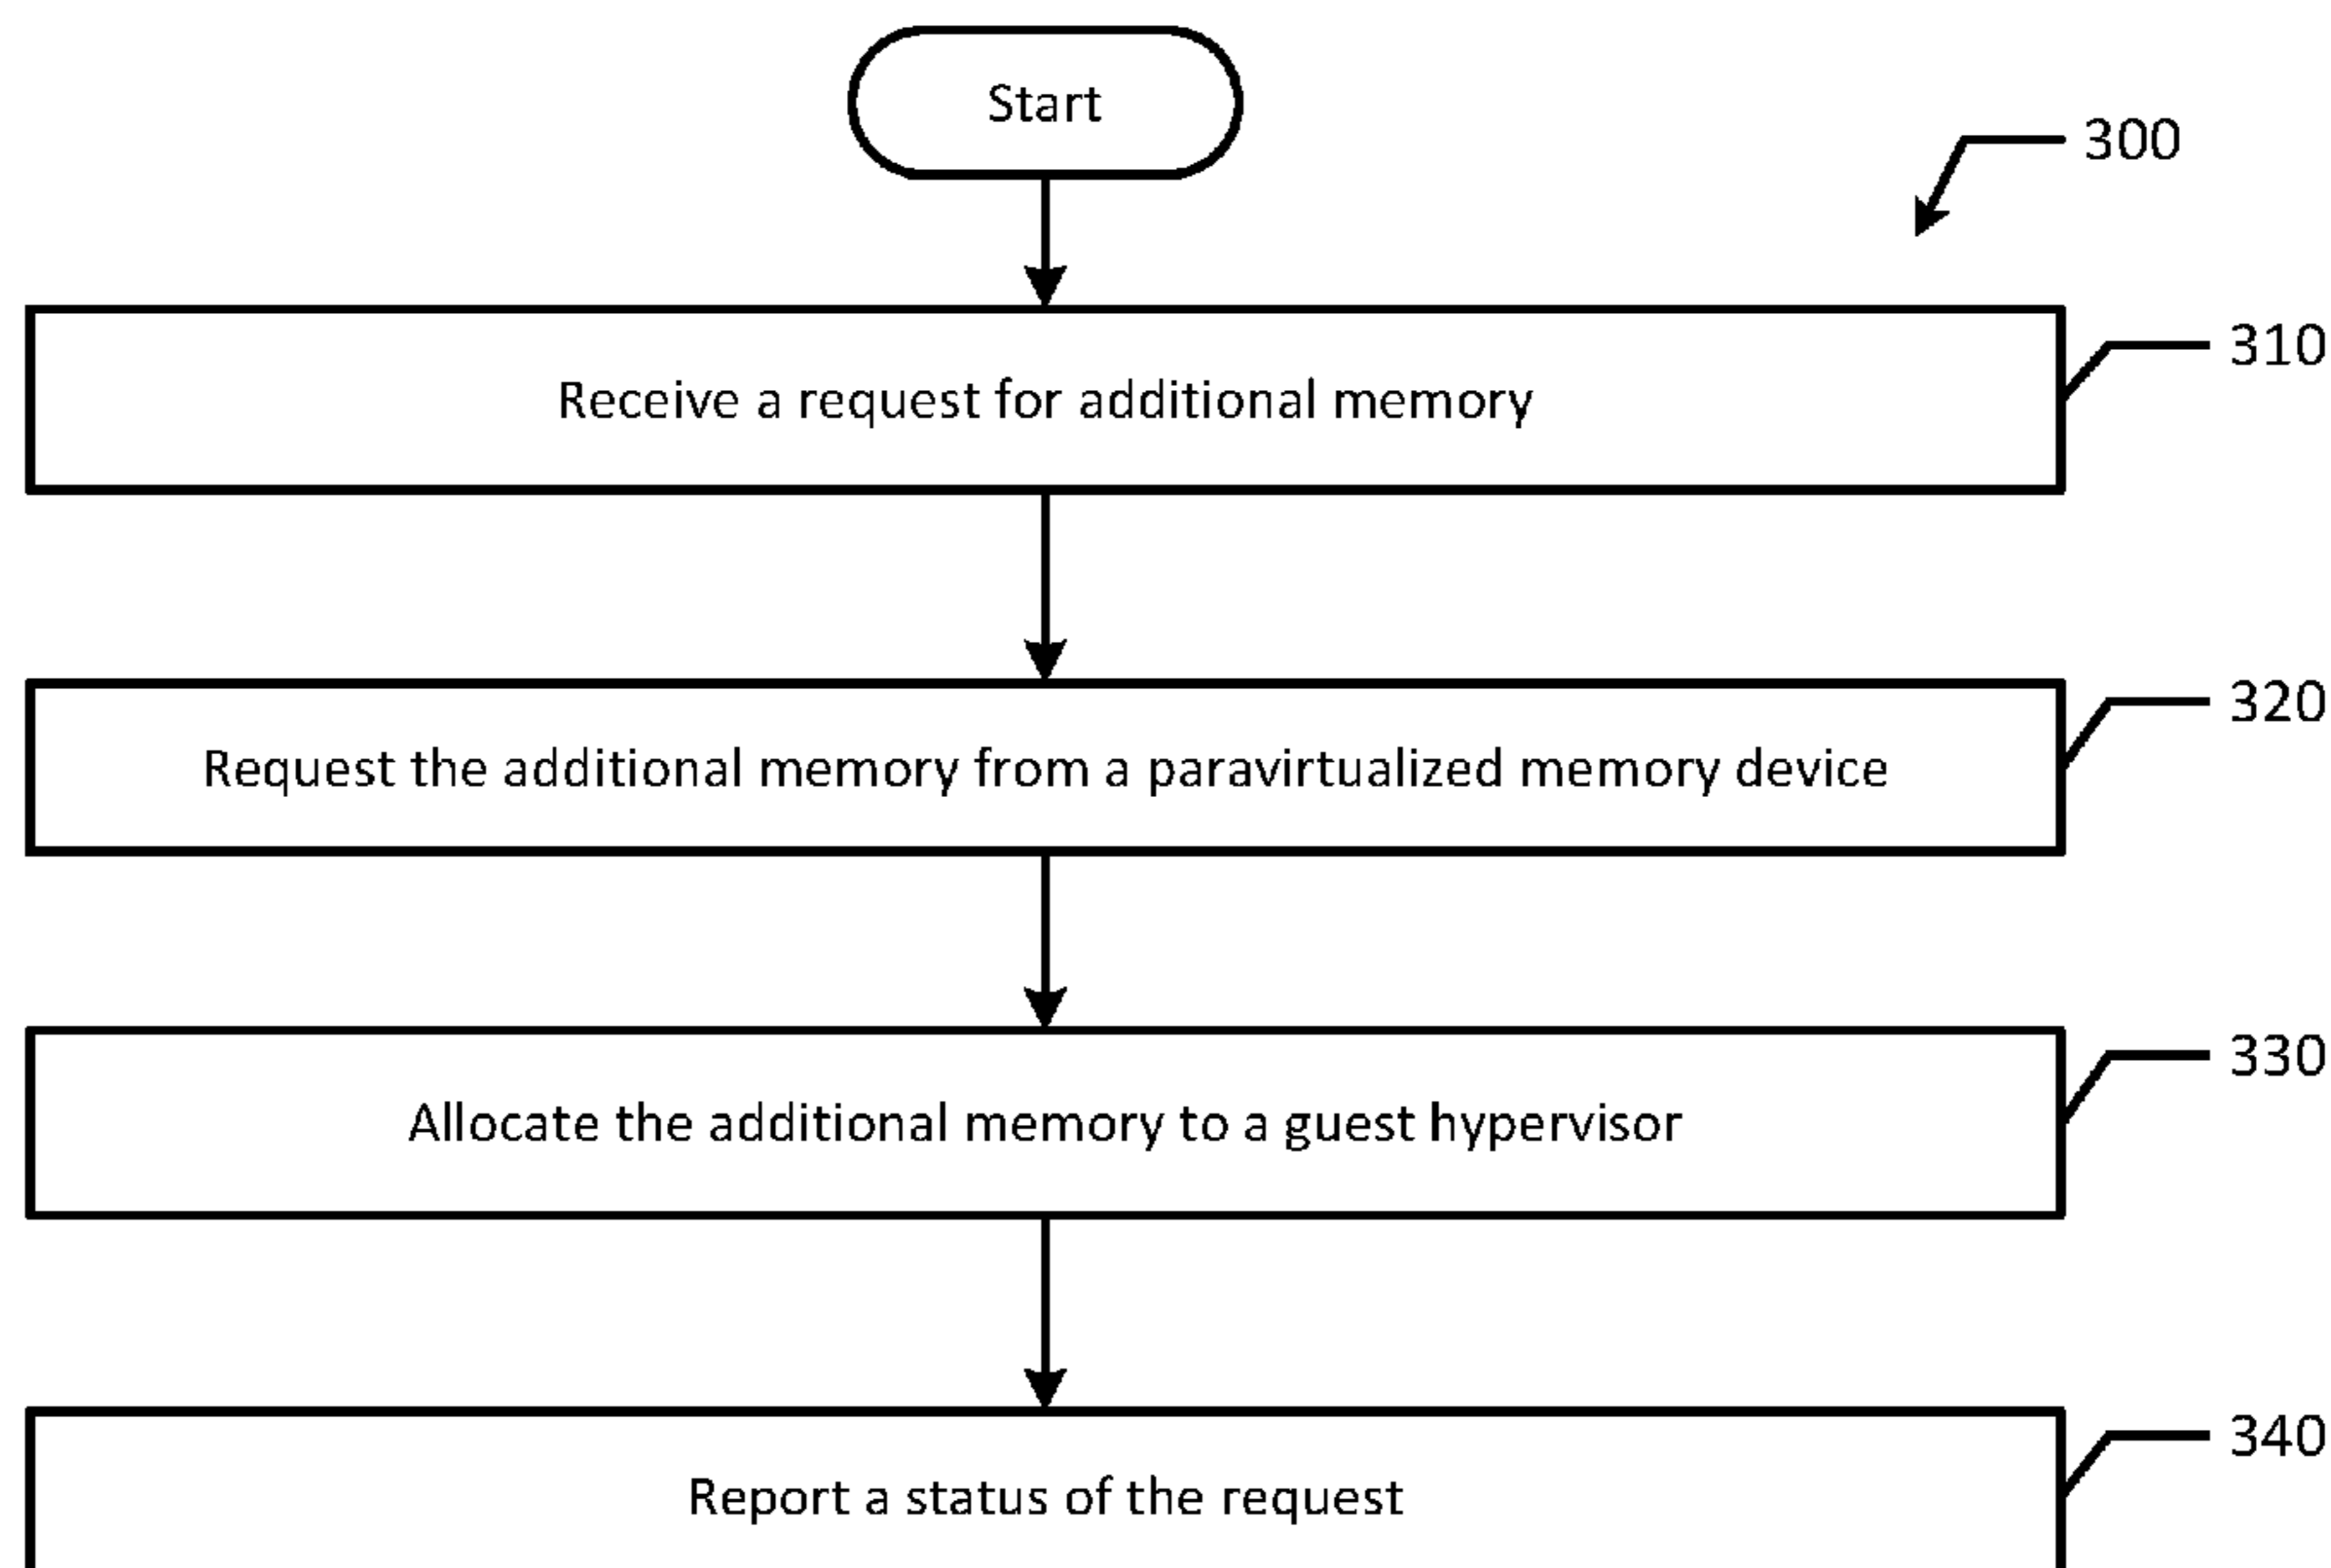 Start
300
Receive a request for additional memory
310
Request the additional memory from a paravirtualized memory device
320
Allocate the additional memory to a guest hypervisor
330
Report a status of the request
340